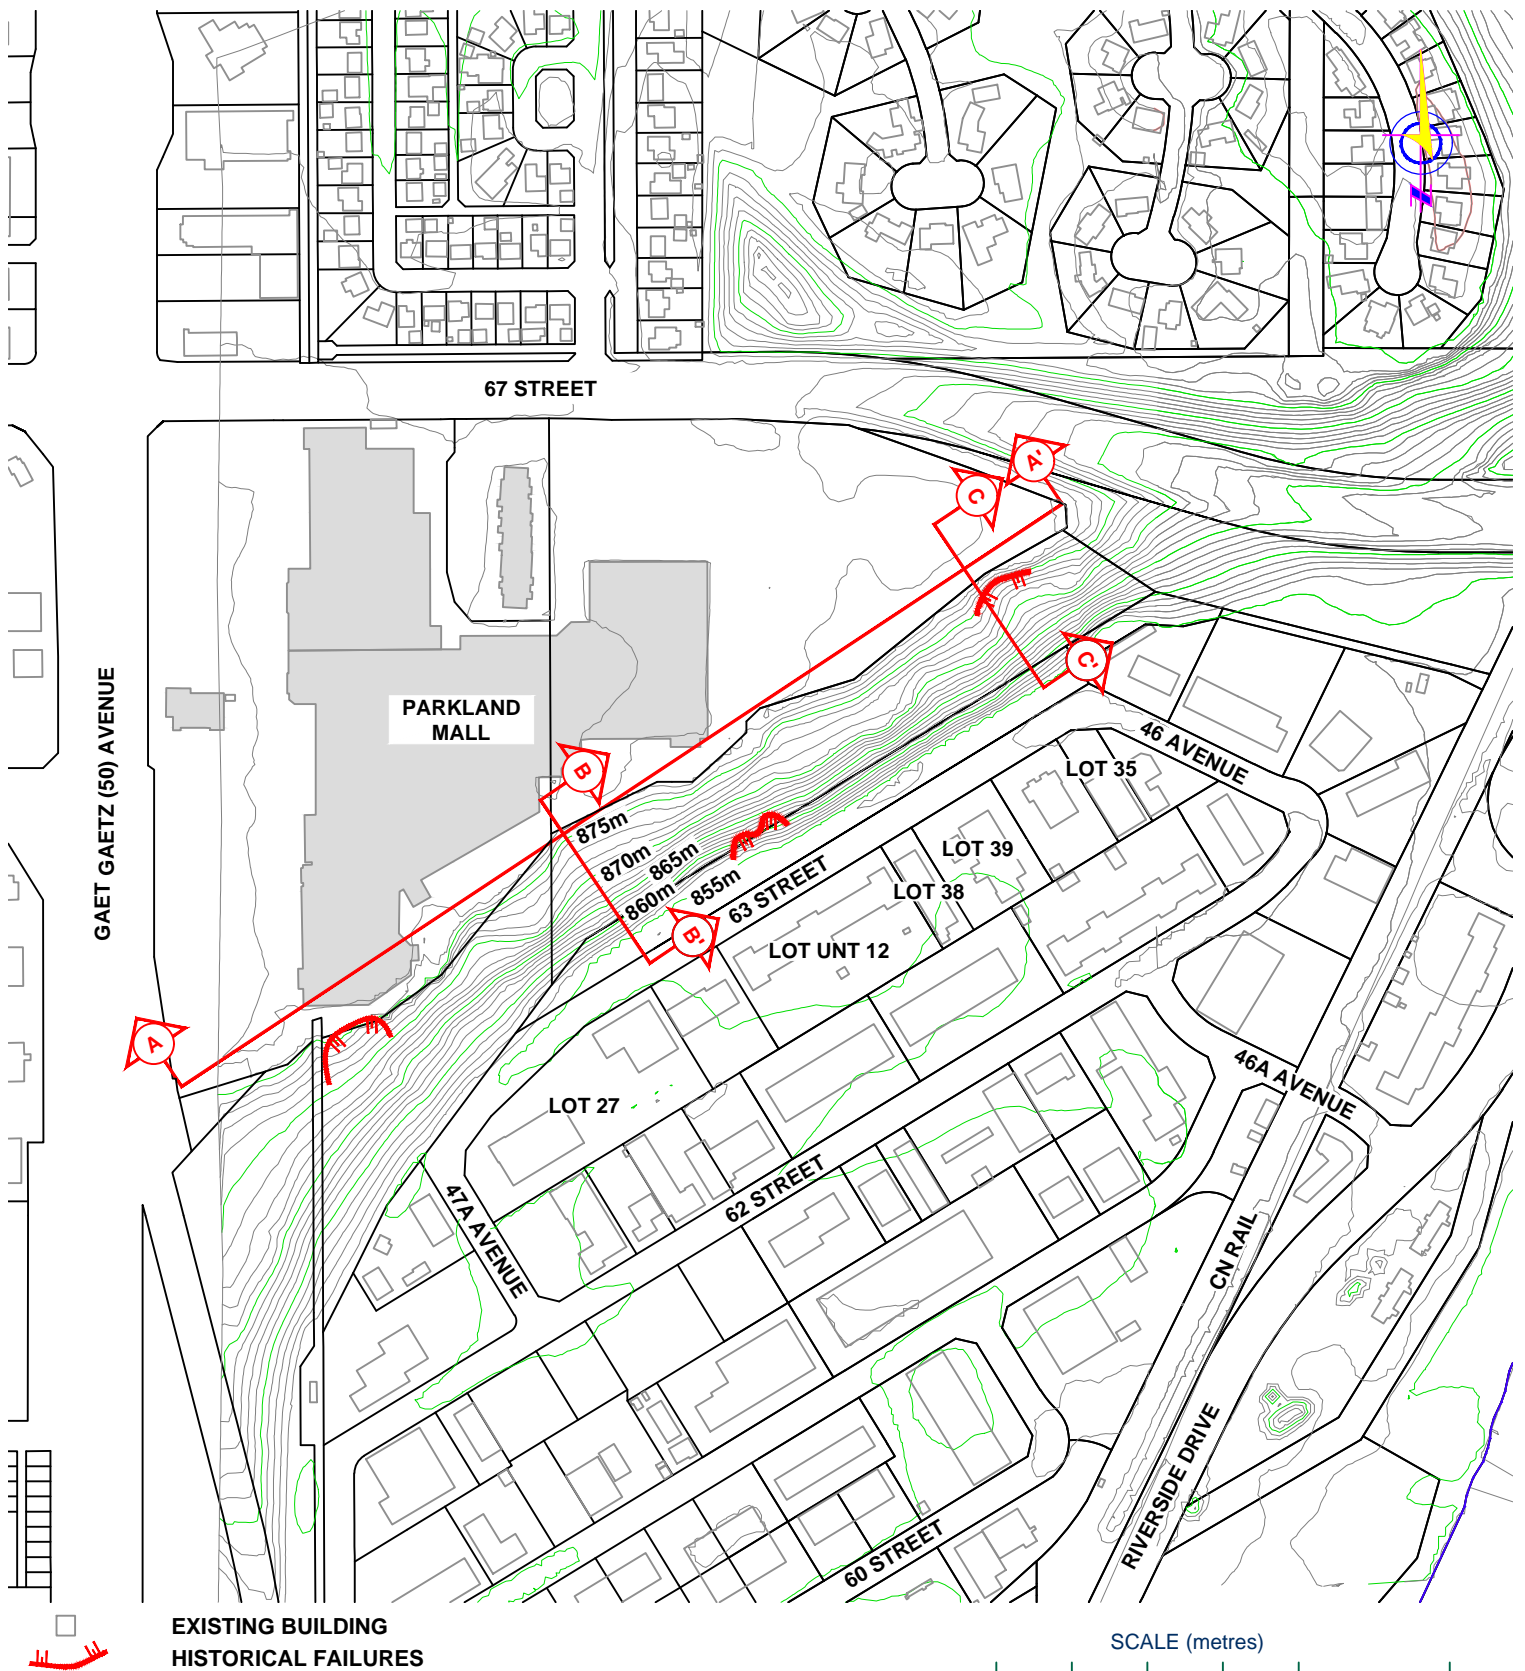 67 STREET
A'
C
C'
GAET GAETZ (50) AVENUE
PARKLAND
MALL
46 AVENUE
LOT 35
B
875m
870m
865m
860m
855m
63 STREET
LOT 39
LOT 38
B'
LOT UNT 12
A
LOT 27
46A AVENUE
62 STREET
47A AVENUE
CN RAIL
RIVERSIDE DRIVE
60 STREET
N
EXISTING BUILDING
HISTORICAL FAILURES
SCALE (metres)